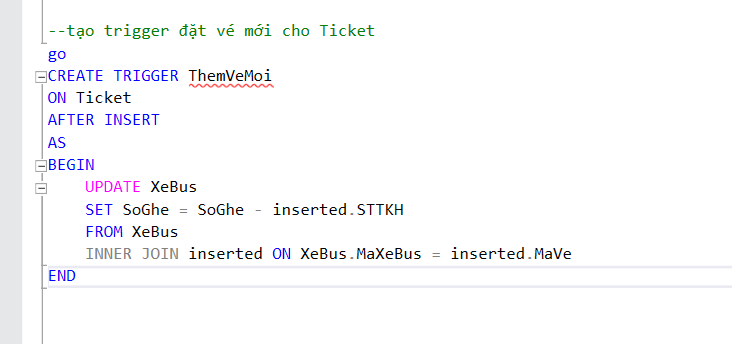 --tạo trigger đặt vé mới cho Ticket
go
CREATE TRIGGER ThemVeMoi
ON Ticket
AFTER INSERT
AS
BEGIN
UPDATE XeBus
SET SoGhe = SoGhe - inserted.STTKH
FROM XeBus
INNER JOIN inserted ON XeBus.MaXeBus = inserted.MaVe
END